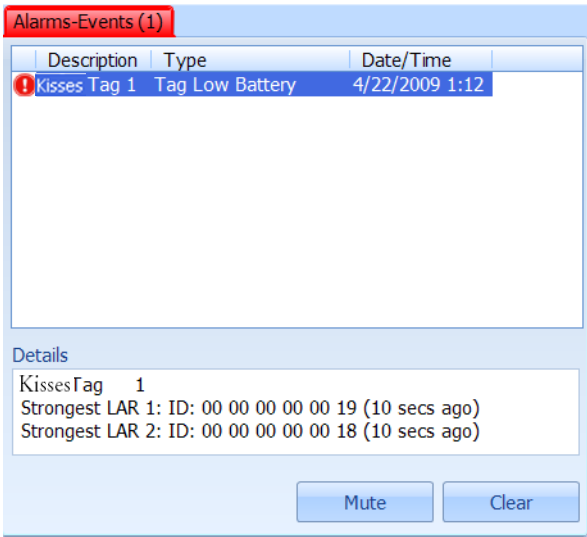 Alarms-Events (1)
Description Type Date/Time
Kisses Tag 1 Tag Low Battery 4/22/2009 1:12
Details
Kisses Tag 1
Strongest LAR 1: ID: 00 00 00 00 00 19 (10 secs ago)
Strongest LAR 2: ID: 00 00 00 00 00 18 (10 secs ago)
Mute Clear